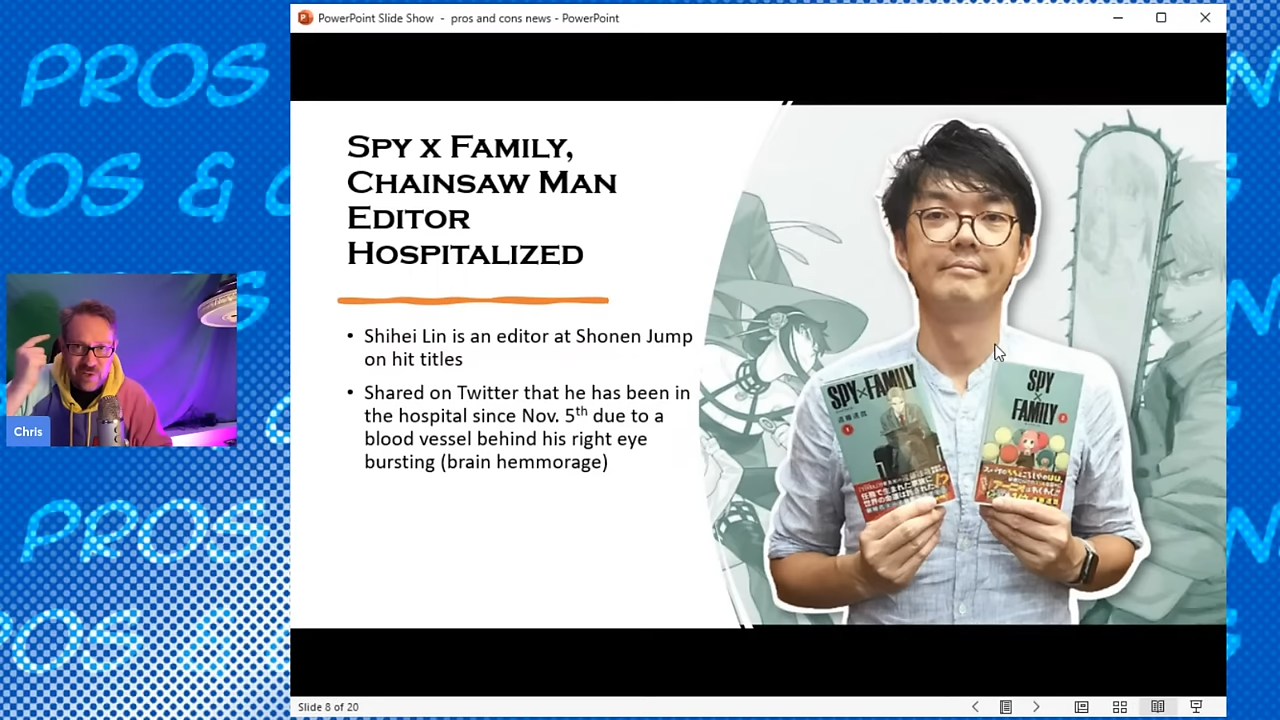 PowerPoint Slide Show - pros and cons news - PowerPoint
PROS
PROS & C
Chris
PROS
SPY X FAMILY,
CHAINSAW MAN
EDITOR
HOSPITALIZED
• Shihei Lin is an editor at Shonen Jump
on hit titles
• Shared on Twitter that he has been in
the hospital since Nov. 5th due to a
blood vessel behind his right eye
bursting (brain hemmorage)
SPY×FAMILY
SPY
×
FAMILY
Slide 8 of 20